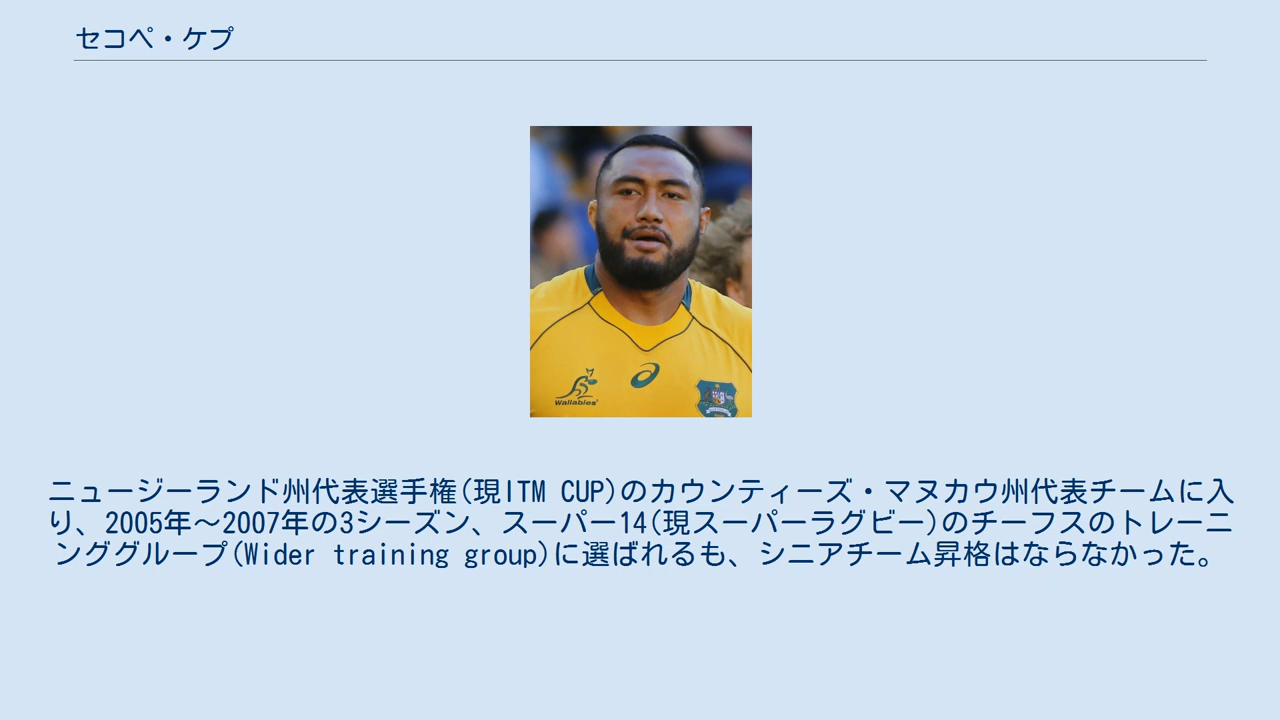 セコペ・ケプ
Wallabies
ニュージーランド州代表選手権(現ITM CUP)のカウンティーズ・マヌカウ州代表チームに入
り、2005年～2007年の3シーズン、スーパー14(現スーパーラグビー)のチーフスのトレーニ
ンググループ(Wider training group)に選ばれるも、シニアチーム昇格はならなかった。